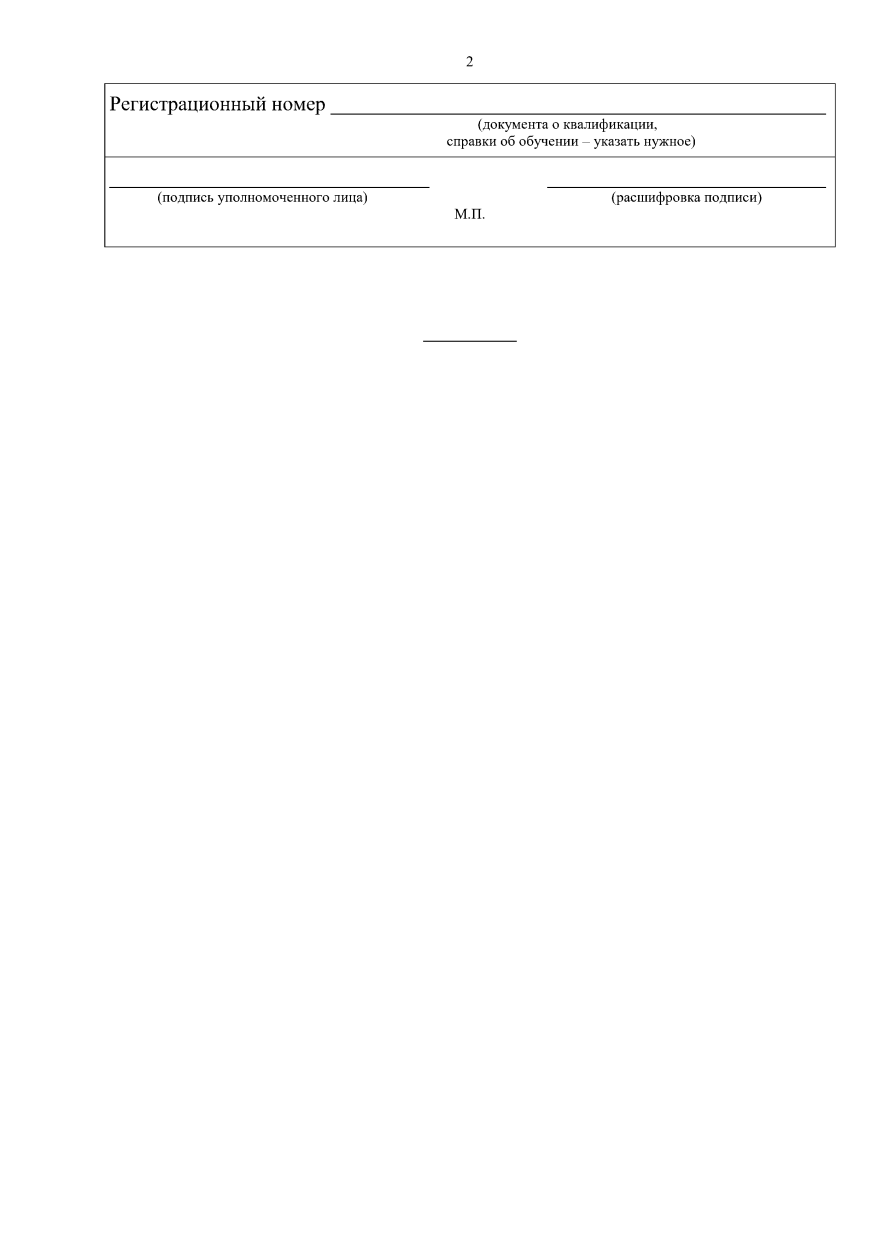 2
Регистрационный номер
(документа о квалификации,
справки об обучении – указать нужное)
(подпись уполномоченного лица)
(расшифровка подписи)
М.П.